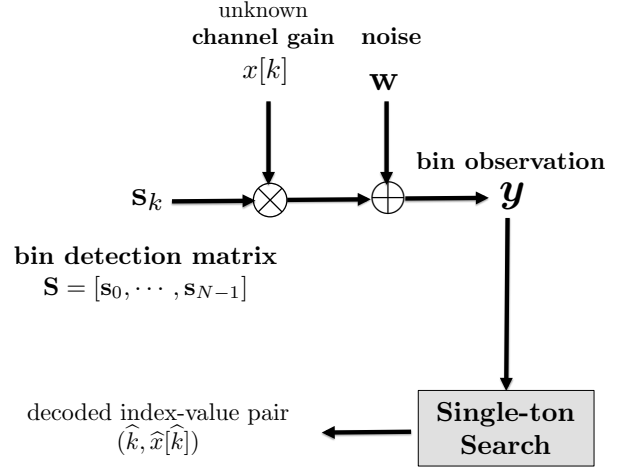 unknown
channel gain
x[k]
noise
w
bin observation
s_k
y
bin detection matrix
S = [s_0, ⋯ , s_{N−1}]
decoded index-value pair
(k̂, x̂[k̂])
Single-ton
Search